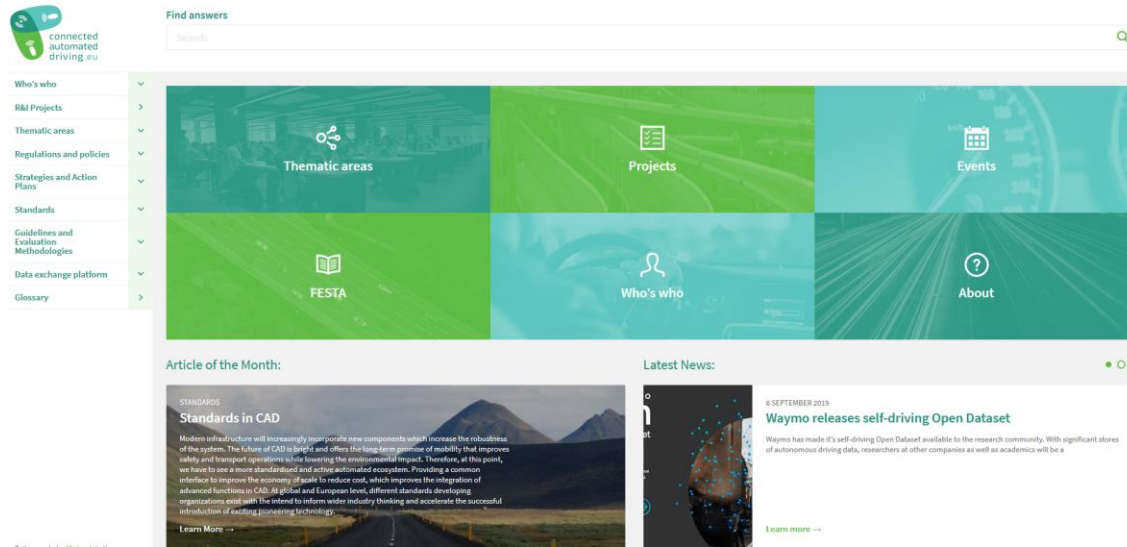 connected
automated
driving.eu
Find answers
Search
Who's who
R&I Projects
Thematic areas
Regulations and policies
Strategies and Action
Plans
Standards
Guidelines and
Evaluation
Methodologies
Data exchange platform
Glossary
Thematic areas
Projects
Events
FESTA
Who's who
About
Article of the Month:
STANDARDS
Standards in CAD
Modern infrastructure will increasingly incorporate new components which increase the robustness
of the system. The future of CAD is bright and offers the long-term promise of mobility that improves
safety and transport operations while lowering the environmental impact. Therefore, at this point,
we have to see a more standardised and active automated ecosystem. Providing a common
interface to improve the economy of scale to reduce cost, which improves the integration of
advanced functions in CAD. At global and European level, different standards developing
organizations exist with the intend to inform wider industry thinking and accelerate the successful
introduction of exciting pioneering technology.
Learn More →
Latest News:
6 SEPTEMBER 2019
Waymo releases self-driving Open Dataset
Waymo has made it's self-driving Open Dataset available to the research community. With significant stores
of autonomous driving data, researchers at other companies as well as academics will be a
Learn more →